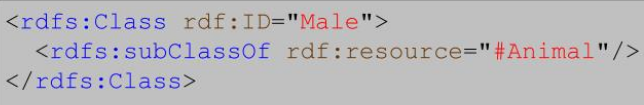 <rdfs:Class rdf:ID="Male">
<rdfs:subClassOf rdf:resource="#Animal"/>
</rdfs:Class>